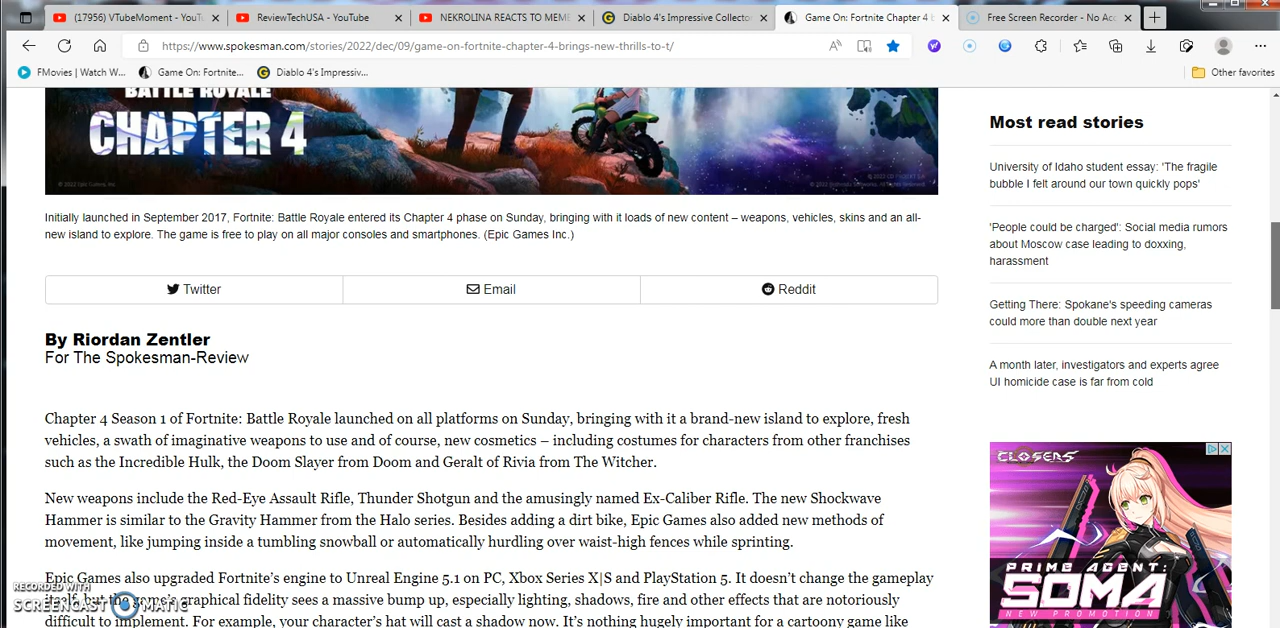 (17956) VTubeMoment - YouTu
ReviewTechUSA - YouTube
NEKROLINA REACTS TO MEME
Diablo 4's Impressive Collecto
Game On: Fortnite Chapter 4 b
Free Screen Recorder - No Acc
https://www.spokesman.com/stories/2022/dec/09/game-on-fortnite-chapter-4-brings-new-thrills-to-t/
FMovies | Watch W...
Game On: Fortnite...
Diablo 4's Impressiv...
Other favorites
BATTLE ROYALE
CHAPTER 4
Initially launched in September 2017, Fortnite: Battle Royale entered its Chapter 4 phase on Sunday, bringing with it loads of new content – weapons, vehicles, skins and an all-
new island to explore. The game is free to play on all major consoles and smartphones. (Epic Games Inc.)
Twitter
Email
Reddit
By Riordan Zentler
For The Spokesman-Review
Chapter 4 Season 1 of Fortnite: Battle Royale launched on all platforms on Sunday, bringing with it a brand-new island to explore, fresh
vehicles, a swath of imaginative weapons to use and of course, new cosmetics – including costumes for characters from other franchises
such as the Incredible Hulk, the Doom Slayer from Doom and Geralt of Rivia from The Witcher.
New weapons include the Red-Eye Assault Rifle, Thunder Shotgun and the amusingly named Ex-Caliber Rifle. The new Shockwave
Hammer is similar to the Gravity Hammer from the Halo series. Besides adding a dirt bike, Epic Games also added new methods of
movement, like jumping inside a tumbling snowball or automatically hurdling over waist-high fences while sprinting.
Epic Games also upgraded Fortnite's engine to Unreal Engine 5.1 on PC, Xbox Series X|S and PlayStation 5. It doesn't change the gameplay
itself, but the game's graphical fidelity sees a massive bump up, especially lighting, shadows, fire and other effects that are notoriously
difficult to implement. For example, your character's hair will cast a shadow now. It's nothing hugely important for a cartoony game like
Most read stories
University of Idaho student essay: 'The fragile
bubble I felt around our town quickly pops'
'People could be charged': Social media rumors
about Moscow case leading to doxxing,
harassment
Getting There: Spokane's speeding cameras
could more than double next year
A month later, investigators and experts agree
UI homicide case is far from cold
CLOSERS
PRIME AGENT:
SOMA
NEW PROMOTION
RECORDED WITH
SCREENCAST-O-MATIC